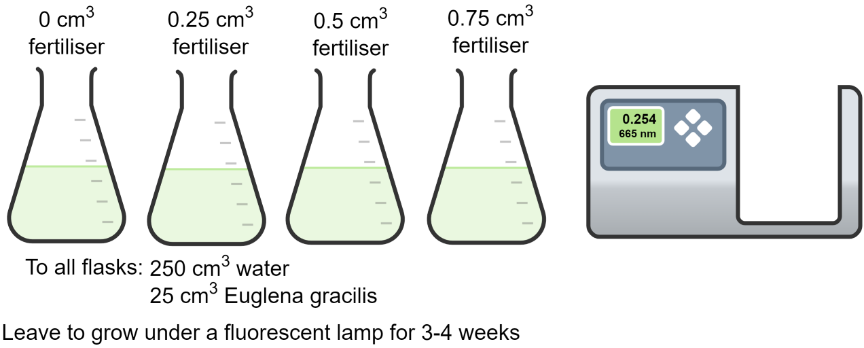 0 cm³
fertiliser
0.25 cm³
fertiliser
0.5 cm³
fertiliser
0.75 cm³
fertiliser
0.254
665 nm
To all flasks: 250 cm³ water
25 cm³ Euglena gracilis
Leave to grow under a fluorescent lamp for 3-4 weeks